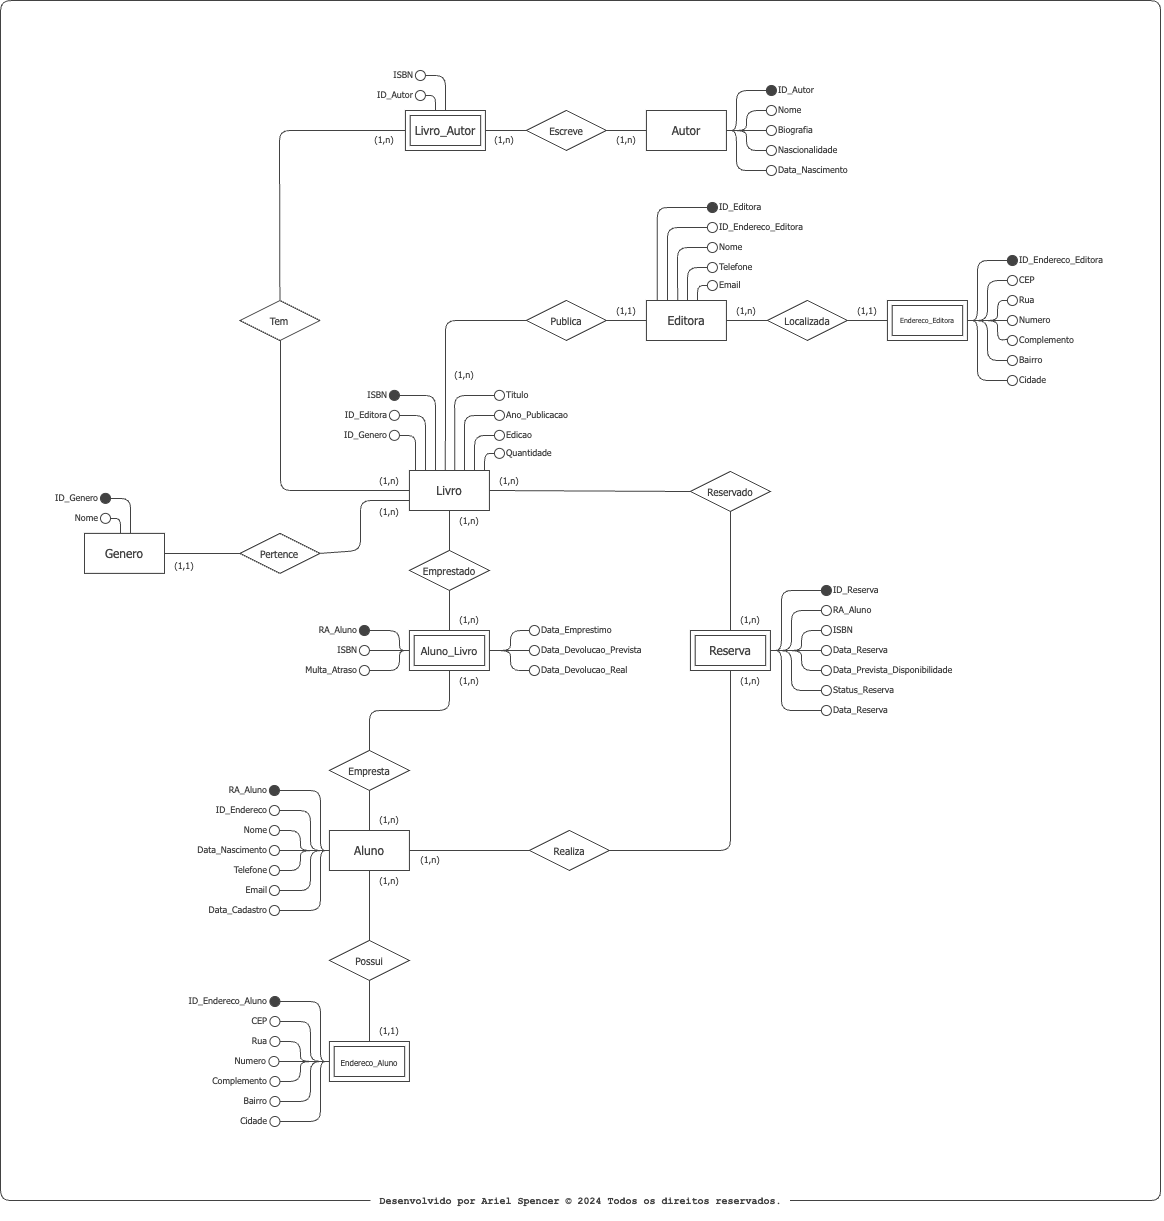 ISBN
ID_Autor
Livro_Autor
(1,n)
(1,n)
Escreve
(1,n)
Autor
ID_Autor
Nome
Biografia
Nascionalidade
Data_Nascimento
Tem
ID_Editora
ID_Endereco_Editora
Nome
Telefone
Email
Publica
(1,1)
Editora
(1,n)
Localizada
(1,1)
Endereco_Editora
ID_Endereco_Editora
CEP
Rua
Numero
Complemento
Bairro
Cidade
(1,n)
ISBN
ID_Editora
ID_Genero
Titulo
Ano_Publicacao
Edicao
Quantidade
(1,n)
Livro
(1,n)
(1,n)
(1,n)
Reservado
ID_Genero
Nome
Genero
(1,1)
Pertence
Emprestado
(1,n)
RA_Aluno
ISBN
Multa_Atraso
Aluno_Livro
Data_Emprestimo
Data_Devolucao_Prevista
Data_Devolucao_Real
(1,n)
(1,n)
Reserva
(1,n)
ID_Reserva
RA_Aluno
ISBN
Data_Reserva
Data_Prevista_Disponibilidade
Status_Reserva
Data_Reserva
Empresta
(1,n)
RA_Aluno
ID_Endereco
Nome
Data_Nascimento
Telefone
Email
Data_Cadastro
Aluno
(1,n)
(1,n)
Realiza
Possui
(1,1)
ID_Endereco_Aluno
CEP
Rua
Numero
Complemento
Bairro
Cidade
Endereco_Aluno
Desenvolvido por Ariel Spencer © 2024 Todos os direitos reservados.